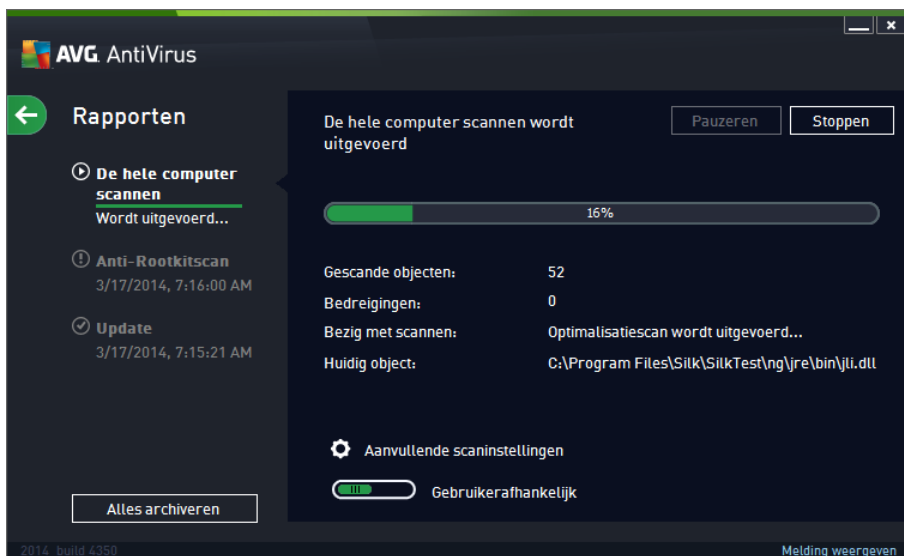 AVG. AntiVirus
Rapporten
De hele computer
scannen
Wordt uitgevoerd...
Anti-Rootkitscan
3/17/2014, 7:16:00 AM
Update
3/17/2014, 7:15:21 AM
Alles archiveren
De hele computer scannen wordt
uitgevoerd
Pauzeren
Stoppen
16%
Gescande objecten: 52
Bedreigingen: 0
Bezig met scannen: Optimalisatiescan wordt uitgevoerd...
Huidig object: C:\Program Files\Silk\SilkTest\ng\jre\bin\jli.dll
Aanvullende scaninstellingen
Gebruikerafhankelijk
2014 build 4350
Melding weergeven